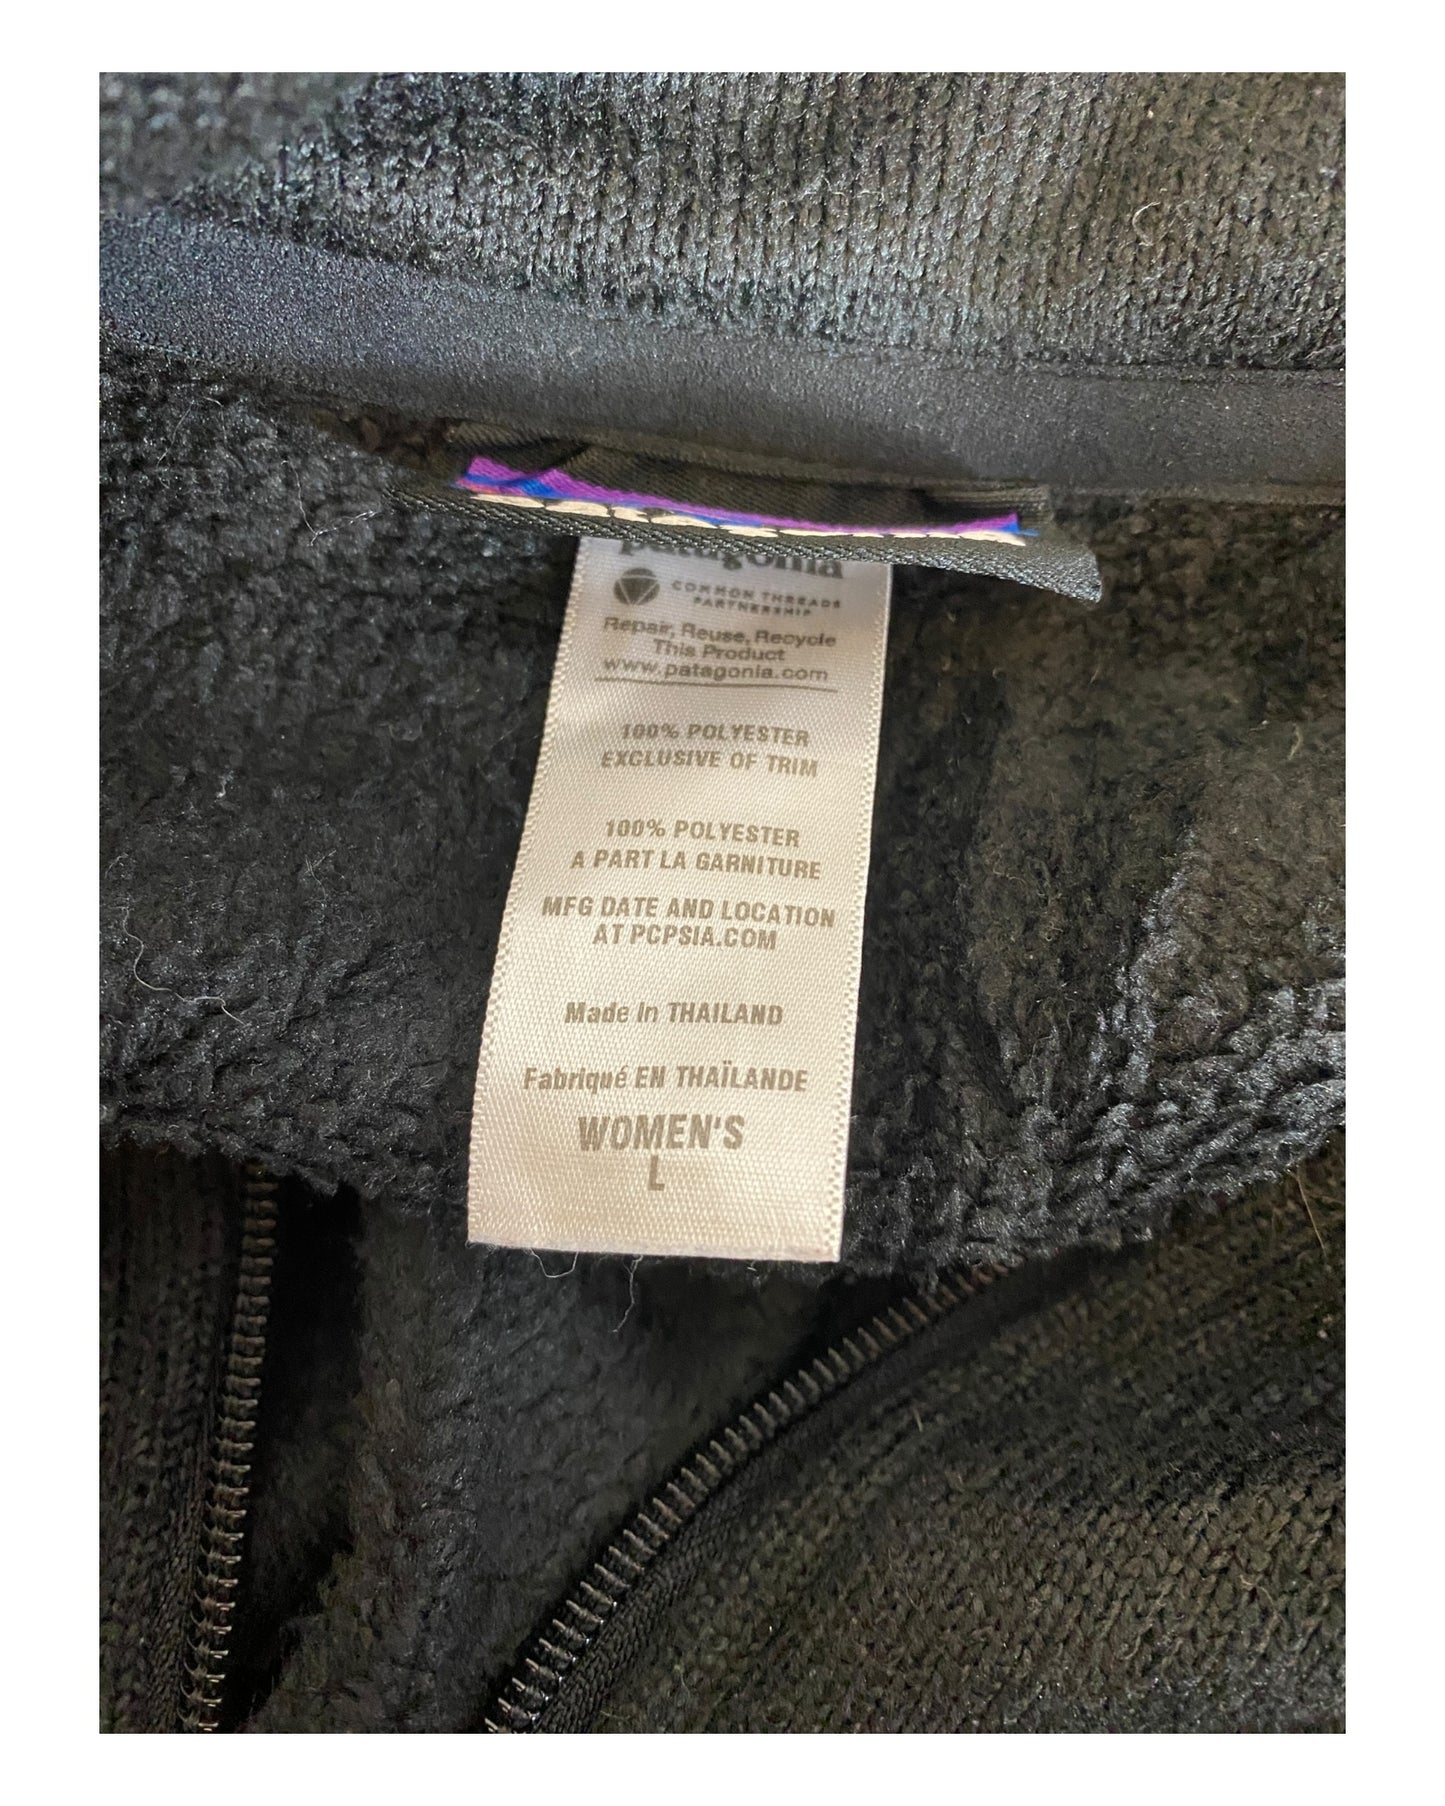 patagonia
COMMON THREADS
PARTNERSHIP
Repair, Reuse, Recycle
This Product
www.patagonia.com
100% POLYESTER
EXCLUSIVE OF TRIM
100% POLYESTER
A PART LA GARNITURE
MFG DATE AND LOCATION
AT PCPSIA.COM
Made in THAILAND
Fabriqué EN THAÏLANDE
WOMEN'S
L